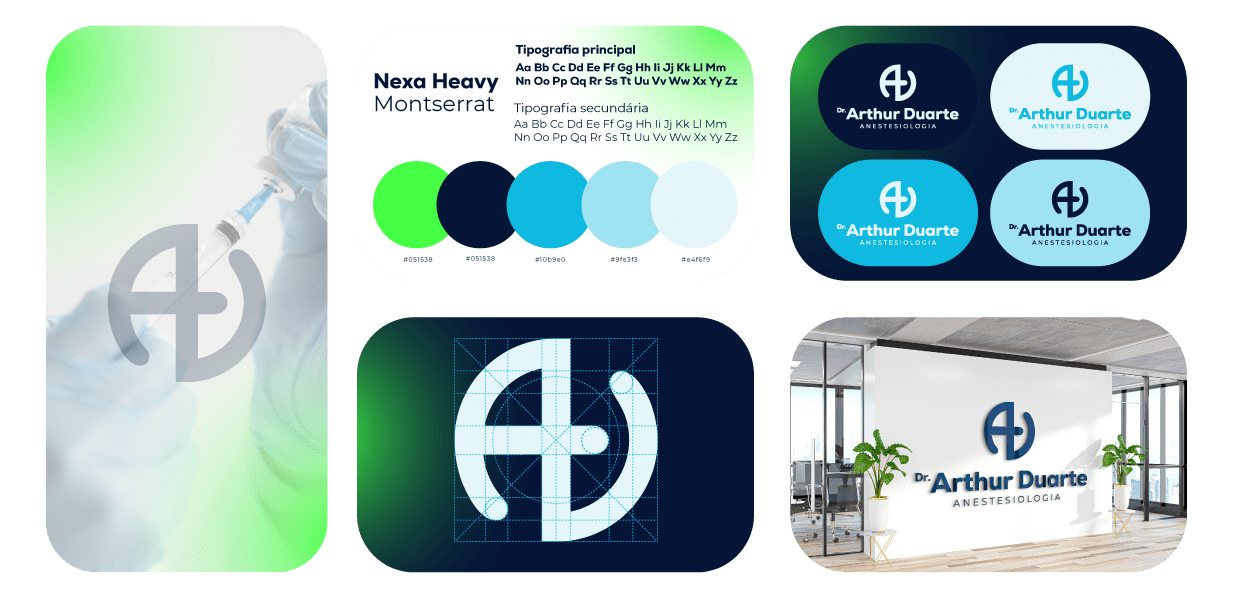 Nexa Heavy
Montserrat
Tipografia principal
Aa Bb Cc Dd Ee Ff Gg Hh Ii Jj Kk Ll Mm
Nn Oo Pp Qq Rr Ss Tt Uu Vv Ww Xx Yy Zz
Tipografia secundária
Aa Bb Cc Dd Ee Ff Gg Hh Ii Jj Kk Ll Mm
Nn Oo Pp Qq Rr Ss Tt Uu Vv Ww Xx Yy Zz
#051538
#051538
#10b9e0
#9fe3f3
#e4f6f9
Dr. Arthur Duarte
ANESTESIOLOGIA
Dr. Arthur Duarte
ANESTESIOLOGIA
Dr. Arthur Duarte
ANESTESIOLOGIA
Dr. Arthur Duarte
ANESTESIOLOGIA
Dr. Arthur Duarte
ANESTESIOLOGIA